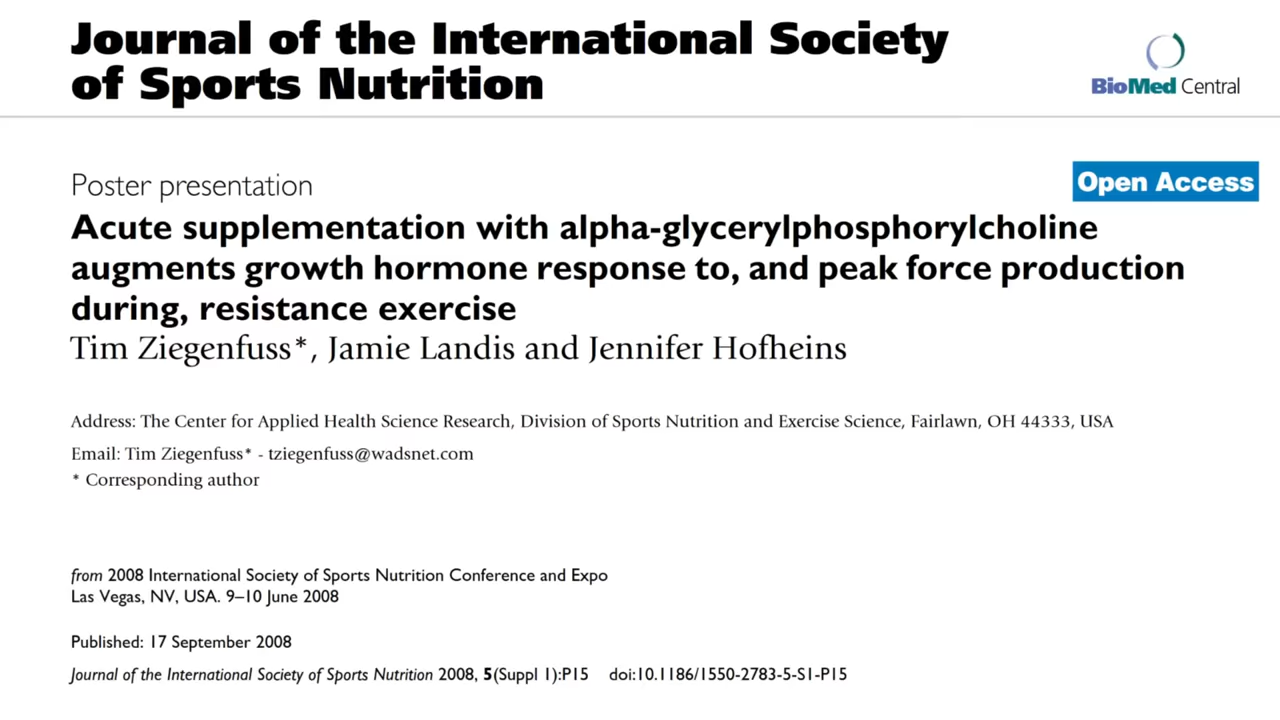 Journal of the International Society
of Sports Nutrition
BioMed Central
Poster presentation
Open Access
Acute supplementation with alpha-glycerylphosphorylcholine
augments growth hormone response to, and peak force production
during, resistance exercise
Tim Ziegenfuss*, Jamie Landis and Jennifer Hofheins
Address: The Center for Applied Health Science Research, Division of Sports Nutrition and Exercise Science, Fairlawn, OH 44333, USA
Email: Tim Ziegenfuss* - tziegenfuss@wadsnet.com
* Corresponding author
from 2008 International Society of Sports Nutrition Conference and Expo
Las Vegas, NV, USA. 9–10 June 2008
Published: 17 September 2008
Journal of the International Society of Sports Nutrition 2008, 5(Suppl 1):P15 doi:10.1186/1550-2783-5-S1-P15